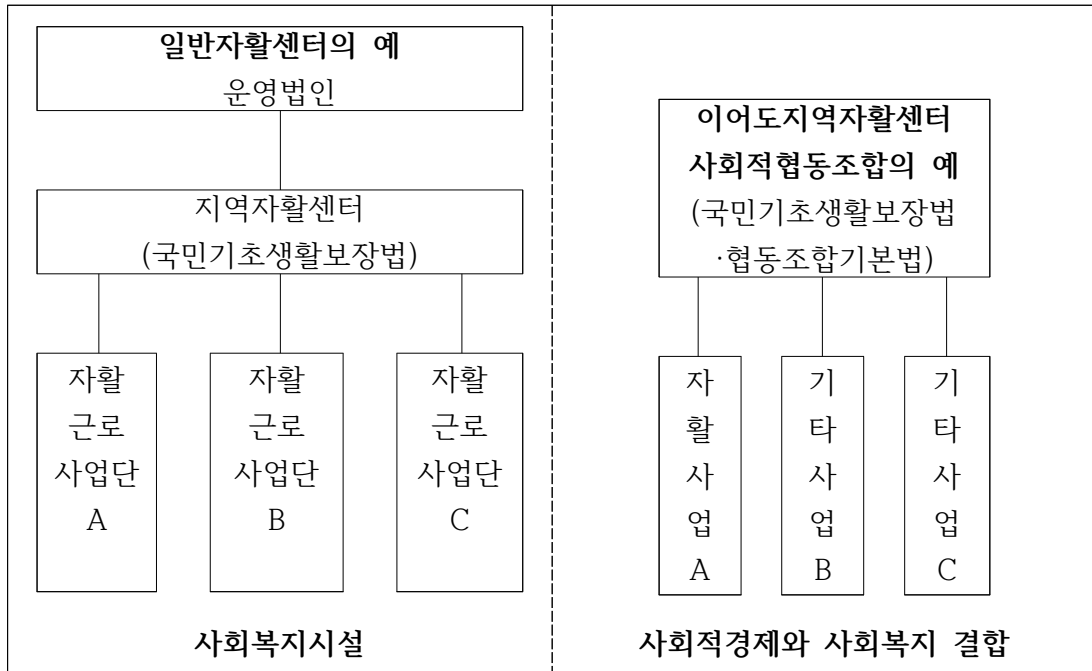 일반자활센터의 예
운영법인
지역자활센터
(국민기초생활보장법)
자활
근로
사업단
A
자활
근로
사업단
B
자활
근로
사업단
C
사회복지시설
이어도지역자활센터
사회적협동조합의 예
(국민기초생활보장법
·협동조합기본법)
자
활
사
업
A
기
타
사
업
B
기
타
사
업
C
사회적경제와 사회복지 결합